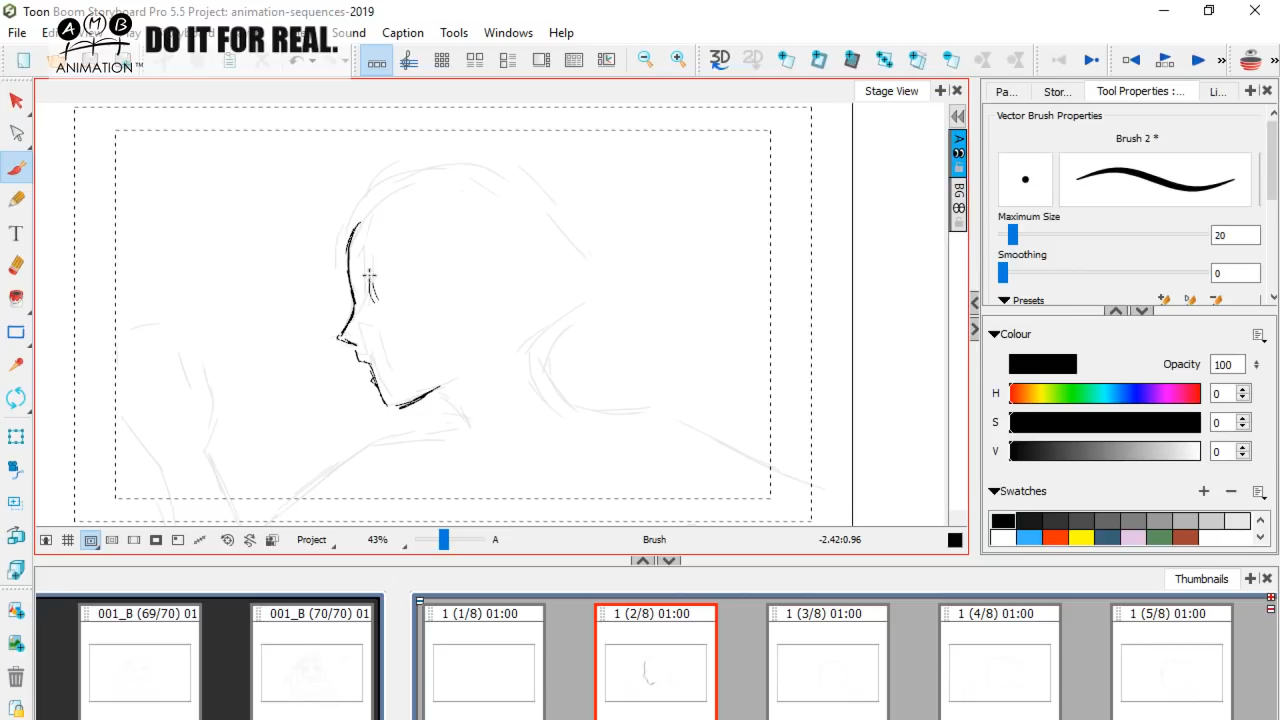 Toon Boom Storyboard Pro 5.5 Project: animation-sequences-2019
File
Sound Caption Tools Windows Help
AMB
ANIMATION™
DO IT FOR REAL.
3D 2D
Stage View
A
BG
Pa... Stor... Tool Properties :... Li...
Vector Brush Properties
Brush 2 *
Maximum Size
20
Smoothing
0
Presets
Colour
Opacity 100
H 0
S 0
V 0
Swatches
T
Project 43% A Brush -2.42:0.96
Thumbnails
001_B (69/70) 01
001_B (70/70) 01
1 (1/8) 01:00
1 (2/8) 01:00
1 (3/8) 01:00
1 (4/8) 01:00
1 (5/8) 01:00